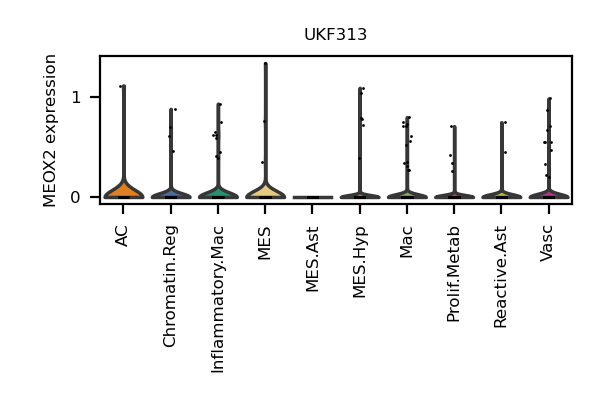 UKF313
MEOX2 expression
1
0
AC
Chromatin.Reg
Inflammatory.Mac
MES
MES.Ast
MES.Hyp
Mac
Prolif.Metab
Reactive.Ast
Vasc